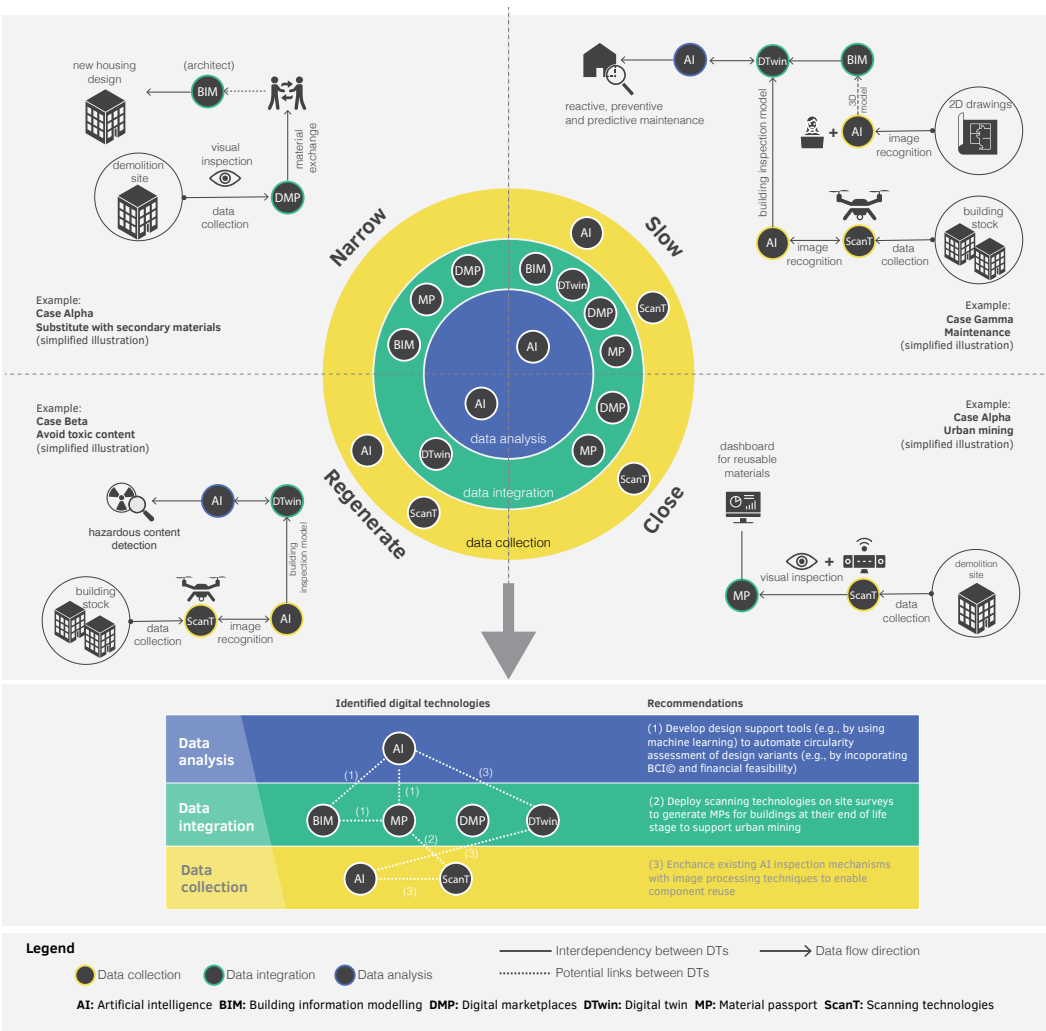 new housing
design
(architect)
BIM
material
exchange
visual
inspection
demolition
site
DMP
data
collection
Example:
Case Alpha
Substitute with secondary materials
(simplified illustration)
AI
DTwin
BIM
reactive, preventive
and predictive maintenance
3D
model
2D drawings
+
AI
image
recognition
building inspection model
building
stock
AI
ScanT
image
recognition
data
collection
Example:
Case Gamma
Maintenance
(simplified illustration)
Narrow
Slow
AI
DMP
BIM
DTwin
MP
DMP
ScanT
BIM
AI
MP
AI
DMP
data analysis
AI
DTwin
MP
ScanT
data integration
ScanT
data collection
Regenerate
Close
Example:
Case Beta
Avoid toxic content
(simplified illustration)
AI
DTwin
hazardous content
detection
building
inspection model
building
stock
ScanT
AI
data
collection
image
recognition
Example:
Case Alpha
Urban mining
(simplified illustration)
dashboard
for reusable
materials
+
visual inspection
demolition
site
MP
ScanT
data
collection
Identified digital technologies
Recommendations
Data
analysis
AI
(1)
(1)
(3)
(1) Develop design support tools (e.g., by using
machine learning) to automate circularity
assessment of design variants (e.g., by incoporating
BCI© and financial feasibility)
Data
integration
BIM
(1)
MP
DMP
DTwin
(2)
(3)
(2) Deploy scanning technologies on site surveys
to generate MPs for buildings at their end of life
stage to support urban mining
Data
collection
AI
(3)
ScanT
(3) Enchance existing AI inspection mechanisms
with image processing techniques to enable
component reuse
Legend
Interdependency between DTs
Data flow direction
Data collection
Data integration
Data analysis
Potential links between DTs
AI: Artificial intelligence BIM: Building information modelling DMP: Digital marketplaces DTwin: Digital twin MP: Material passport ScanT: Scanning technologies